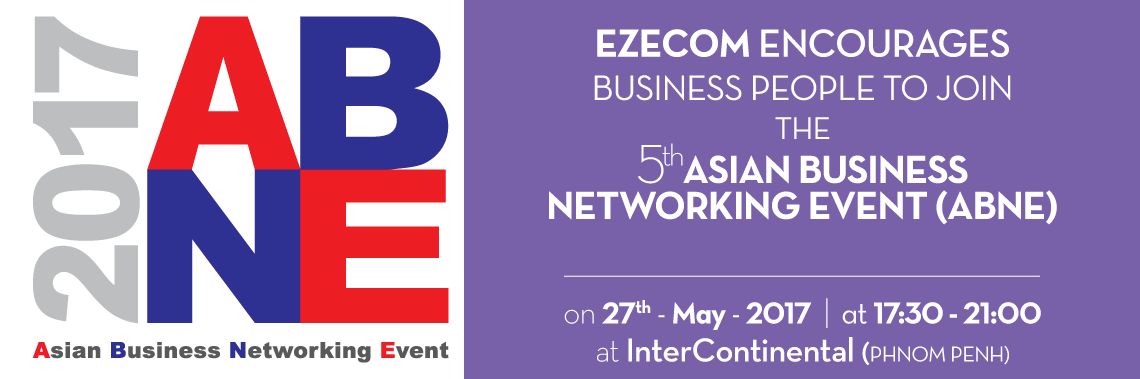 2017
AB
NE
Asian Business Networking Event
EZECOM ENCOURAGES
BUSINESS PEOPLE TO JOIN
THE
5th ASIAN BUSINESS
NETWORKING EVENT (ABNE)
on 27th - May - 2017 | at 17:30 - 21:00
at InterContinental (PHNOM PENH)